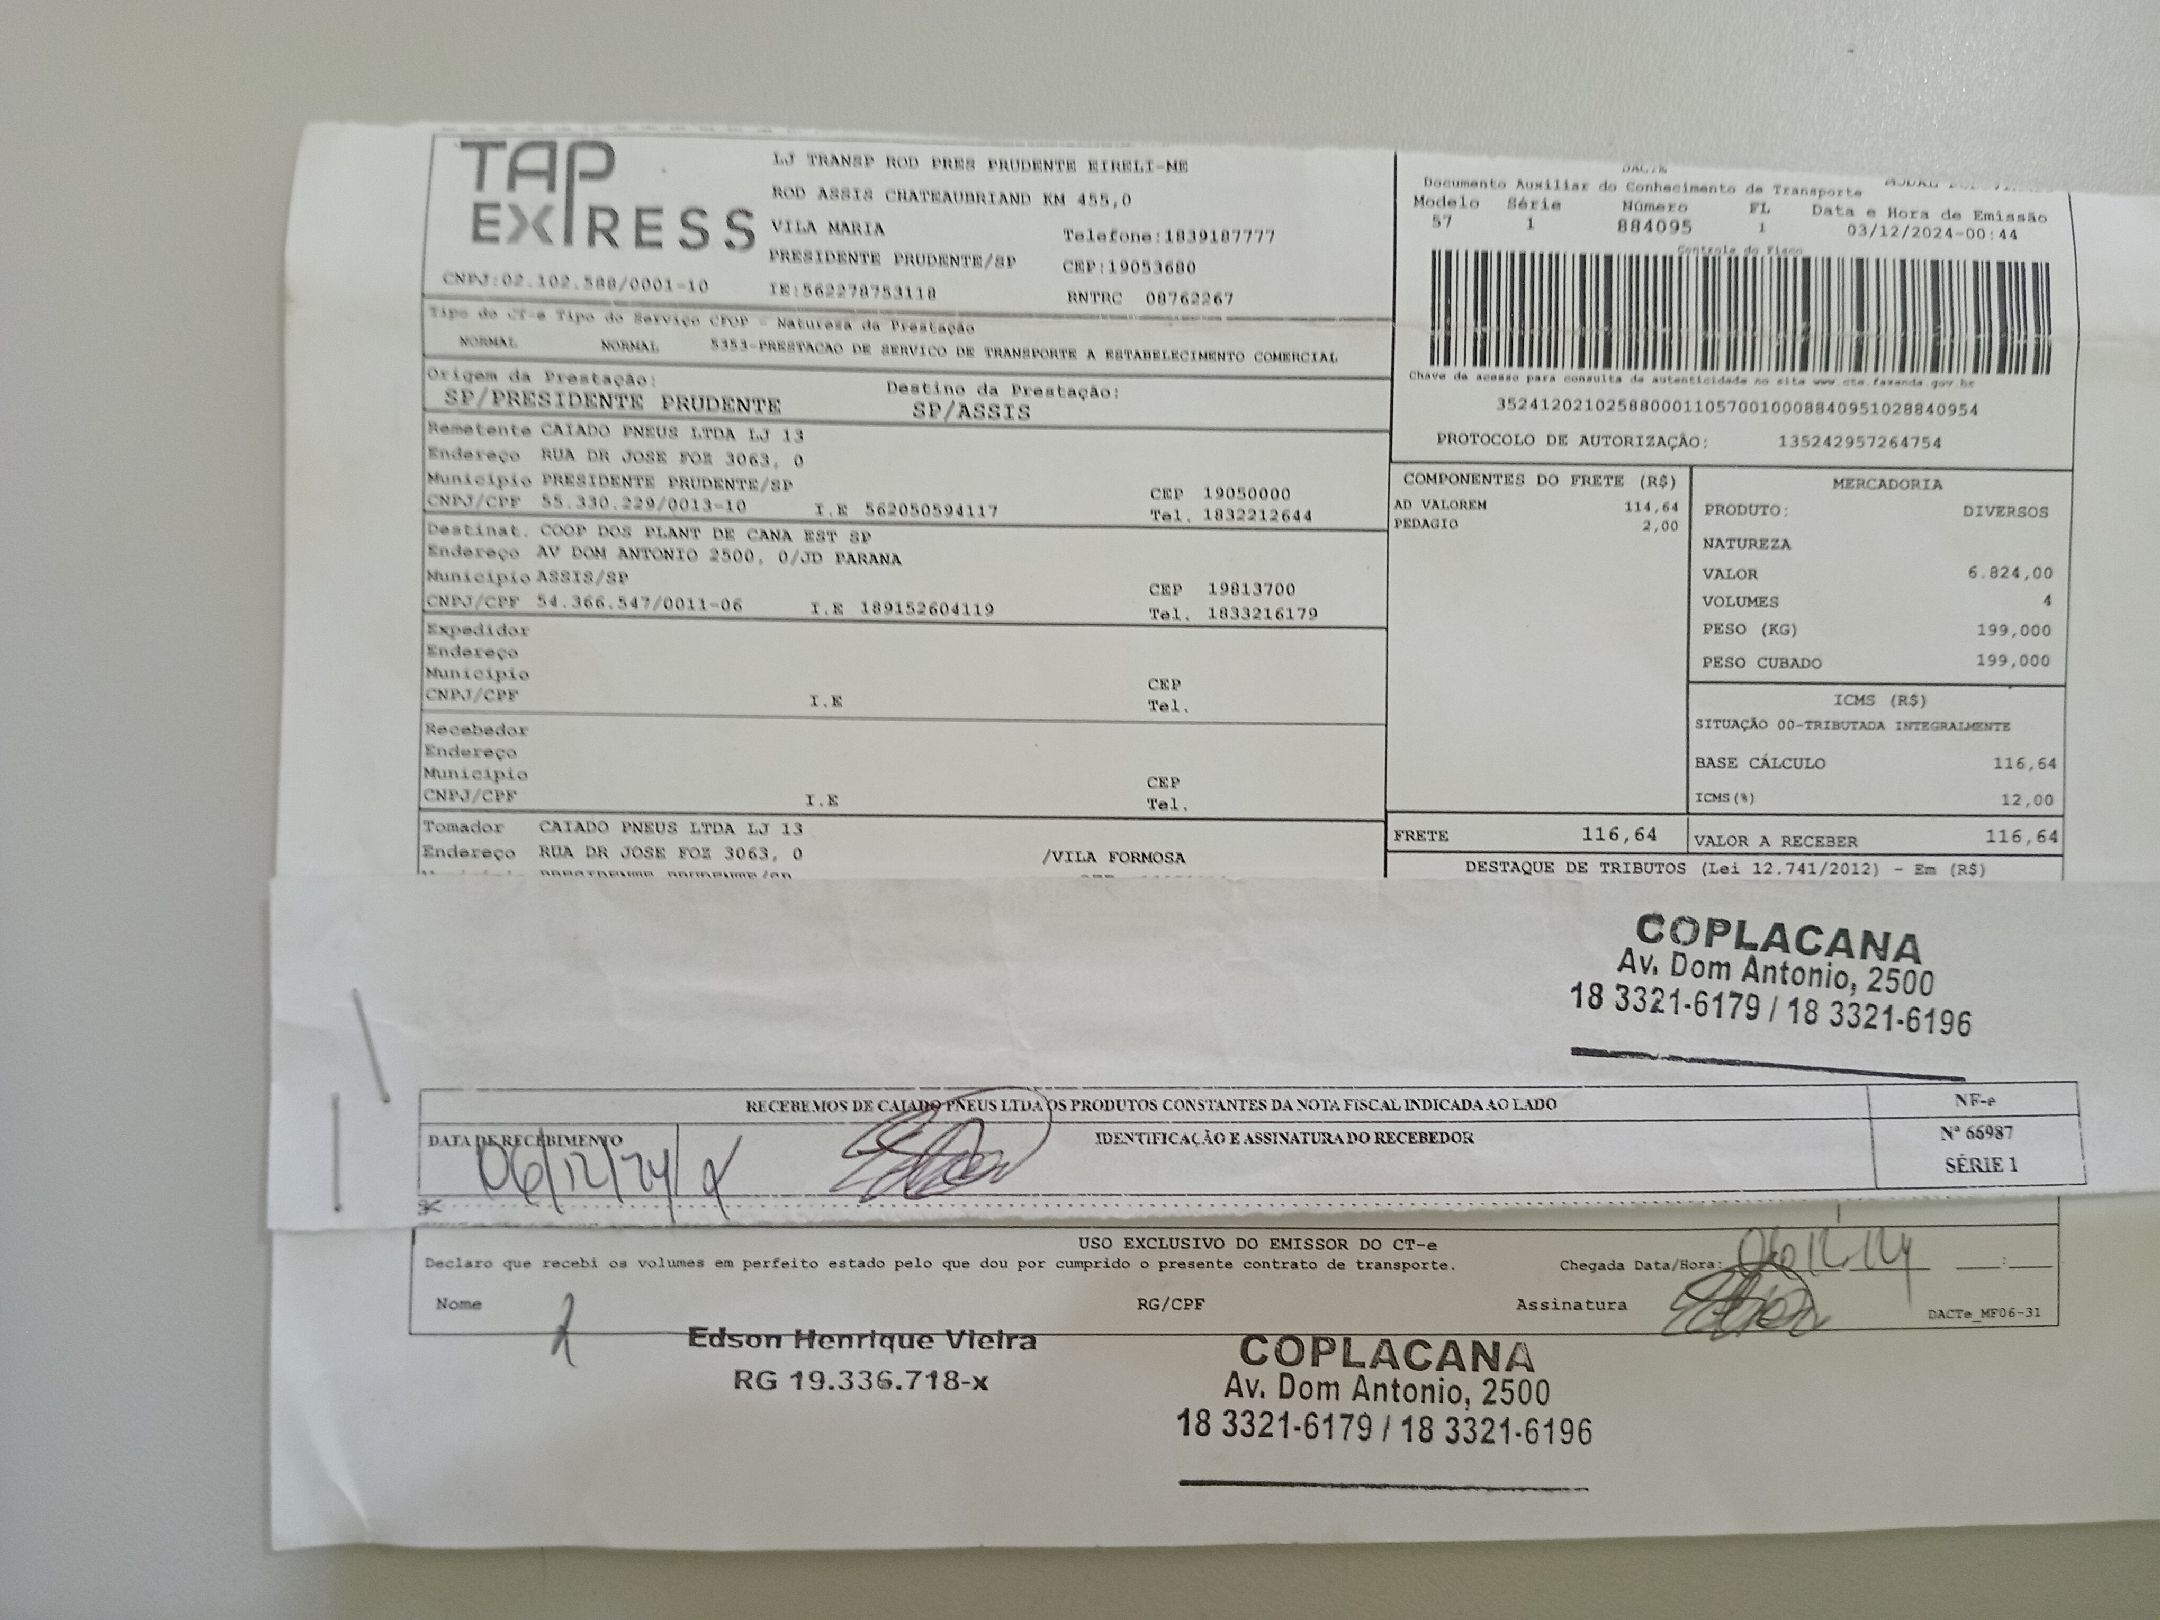 TAP
EXPRESS
LJ TRANSP ROD PRES PRUDENTE EIRELI-ME
ROD ASSIS CHATEAUBRIAND KM 455,0
VILA MARIA Telefone:1839187777
PRESIDENTE PRUDENTE/SP CEP:19053680
CNPJ:02.102.588/0001-10 IE:562278753118 RNTRC 08762267
DACTE
Documento Auxiliar do Conhecimento de Transporte
Modelo Série Número FL Data e Hora de Emissão
57 1 884095 1 03/12/2024-00:44
Controle do Fisco
Chave de acesso para consulta de autenticidade no site www.cte.fazenda.gov.br
35241202102588000110570010008840951028840954
PROTOCOLO DE AUTORIZAÇÃO: 135242957264754
Tipo do CT-e Tipo do Serviço CFOP - Natureza da Prestação
NORMAL NORMAL 5353-PRESTACAO DE SERVICO DE TRANSPORTE A ESTABELECIMENTO COMERCIAL
Origem da Prestação: Destino da Prestação:
SP/PRESIDENTE PRUDENTE SP/ASSIS
Remetente CAIADO PNEUS LTDA LJ 13
Endereço RUA DR JOSE FOZ 3063, 0
Município PRESIDENTE PRUDENTE/SP CEP 19050000
CNPJ/CPF 55.330.229/0013-10 I.E 562050594117 Tel. 1832212644
Destinat. COOP DOS PLANT DE CANA EST SP
Endereço AV DOM ANTONIO 2500, 0/JD PARANA
Município ASSIS/SP CEP 19813700
CNPJ/CPF 54.366.547/0011-06 I.E 189152604119 Tel. 1833216179
Expedidor
Endereço
Município CEP
CNPJ/CPF I.E Tel.
Recebedor
Endereço
Município CEP
CNPJ/CPF I.E Tel.
Tomador CAIADO PNEUS LTDA LJ 13
Endereço RUA DR JOSE FOZ 3063, 0 /VILA FORMOSA
COMPONENTES DO FRETE (R$)
AD VALOREM 114,64
PEDAGIO 2,00
FRETE 116,64
MERCADORIA
PRODUTO: DIVERSOS
NATUREZA
VALOR 6.824,00
VOLUMES 4
PESO (KG) 199,000
PESO CUBADO 199,000
ICMS (R$)
SITUAÇÃO 00-TRIBUTADA INTEGRALMENTE
BASE CÁLCULO 116,64
ICMS(%) 12,00
VALOR A RECEBER 116,64
DESTAQUE DE TRIBUTOS (Lei 12.741/2012) - Em (R$)
COPLACANA
Av. Dom Antonio, 2500
18 3321-6179 / 18 3321-6196
RECEBEMOS DE CAIADO PNEUS LTDA OS PRODUTOS CONSTANTES DA NOTA FISCAL INDICADA AO LADO
NF-e
DATA DE RECEBIMENTO IDENTIFICAÇÃO E ASSINATURA DO RECEBEDOR
Nº 66987
SÉRIE 1
06/12/24
USO EXCLUSIVO DO EMISSOR DO CT-e
Declaro que recebi os volumes em perfeito estado pelo que dou por cumprido o presente contrato de transporte. Chegada Data/Hora: 06 12 24 :
Nome RG/CPF Assinatura DACTe_MF06-31
Edson Henrique Vieira
RG 19.336.718-x
COPLACANA
Av. Dom Antonio, 2500
18 3321-6179 / 18 3321-6196